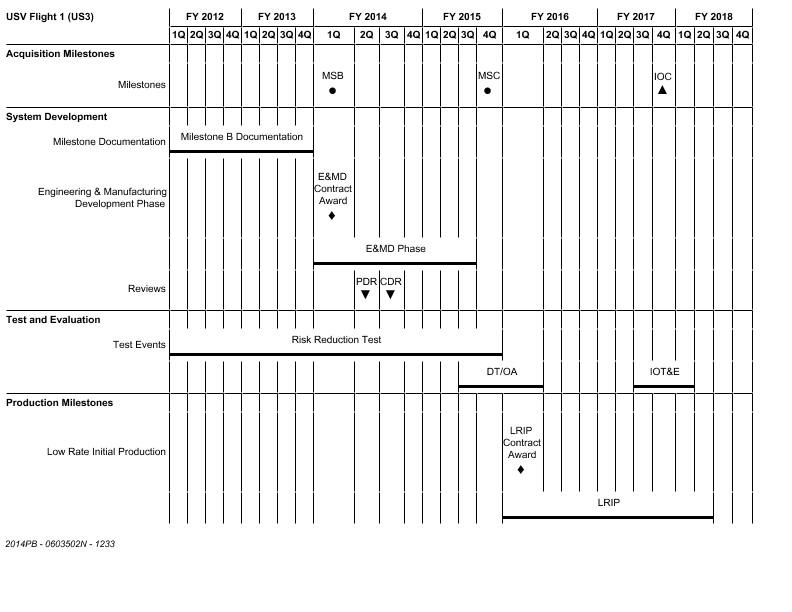 USV Flight 1 (US3) FY 2012 FY 2013 FY 2014 FY 2015 FY 2016 FY 2017 FY 2018
1Q 2Q 3Q 4Q 1Q 2Q 3Q 4Q 1Q 2Q 3Q 4Q 1Q 2Q 3Q 4Q 1Q 2Q 3Q 4Q 1Q 2Q 3Q 4Q 1Q 2Q 3Q 4Q
Acquisition Milestones
MSB MSC IOC
Milestones
System Development
Milestone B Documentation
Milestone Documentation
E&MD
Contract
Award
Engineering & Manufacturing
Development Phase
E&MD Phase
PDR CDR
Reviews
Test and Evaluation
Risk Reduction Test
Test Events
DT/OA IOT&E
Production Milestones
LRIP
Contract
Award
Low Rate Initial Production
LRIP
2014PB - 0603502N - 1233